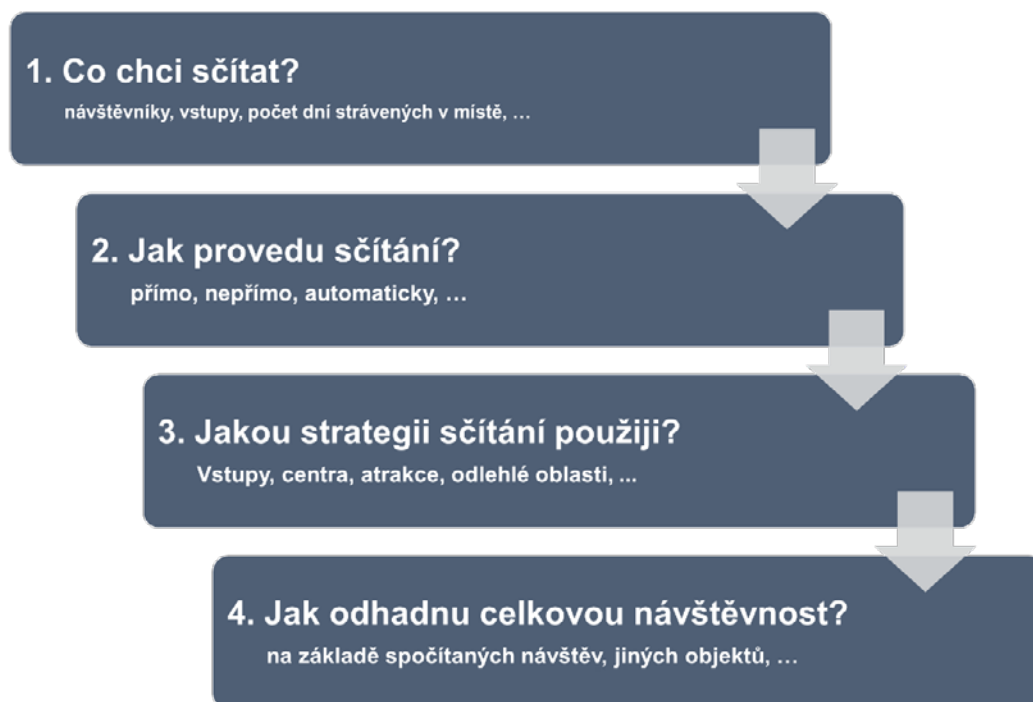 1. Co chci sčítat?
návštěvníky, vstupy, počet dní strávených v místě, …
2. Jak provedu sčítání?
přímo, nepřímo, automaticky, …
3. Jakou strategii sčítání použiji?
Vstupy, centra, atrakce, odlehlé oblasti, ...
4. Jak odhadnu celkovou návštěvnost?
na základě spočítaných návštěv, jiných objektů, …